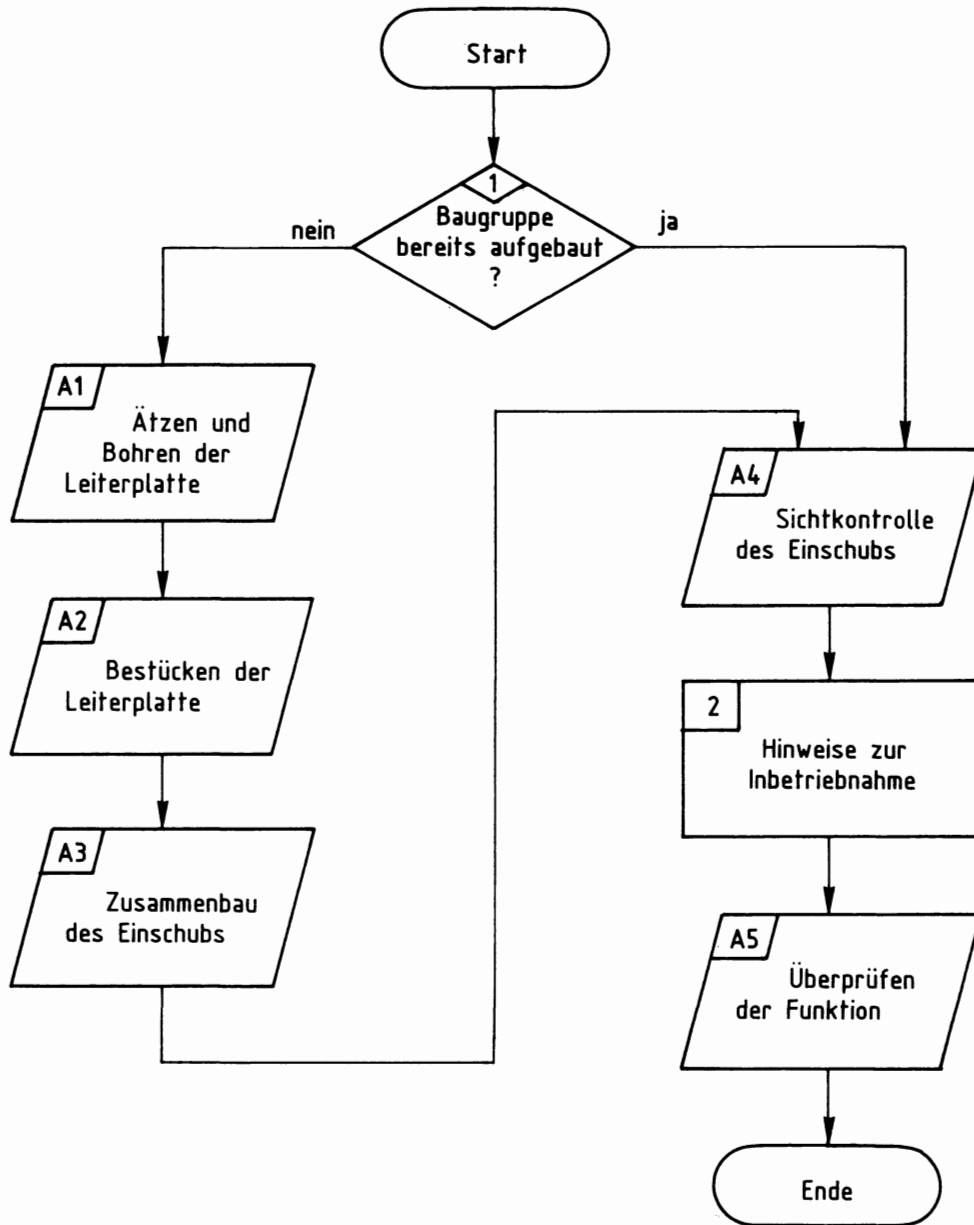 Start
1
Baugruppe
bereits aufgebaut
?
nein
ja
A1
Ätzen und
Bohren der
Leiterplatte
A2
Bestücken der
Leiterplatte
A3
Zusammenbau
des Einschubs
A4
Sichtkontrolle
des Einschubs
2
Hinweise zur
Inbetriebnahme
A5
Überprüfen
der Funktion
Ende